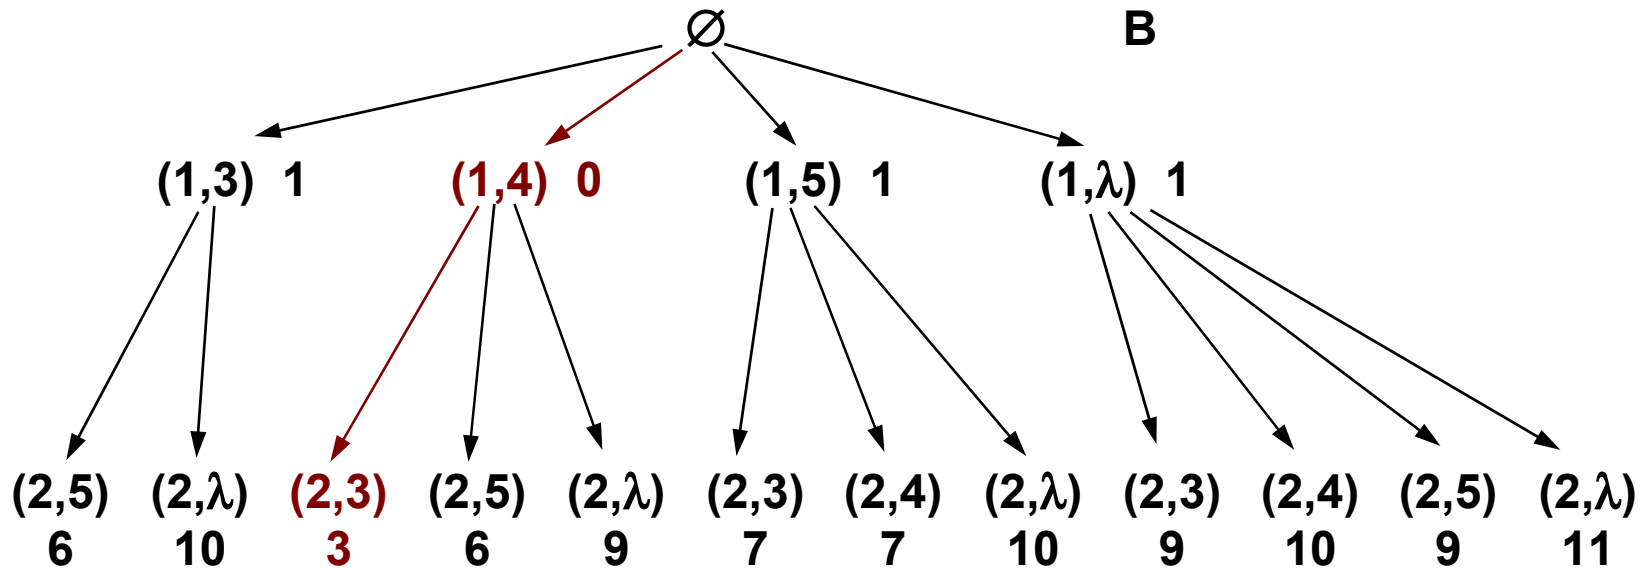 ∅ B
(1,3) 1 (1,4) 0 (1,5) 1 (1,λ) 1
(2,5) (2,λ) (2,3) (2,5) (2,λ) (2,3) (2,4) (2,λ) (2,3) (2,4) (2,5) (2,λ)
6 10 3 6 9 7 7 10 9 10 9 11